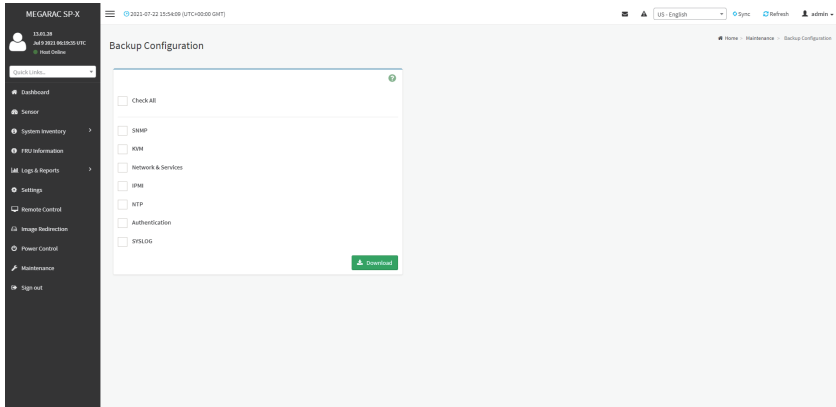 MEGARAC SP-X
2021-07-22 15:54:09 (UTC+00:00 GMT)
US - English
Sync
Refresh
admin
13.01.28
Jul 9 2021 06:19:55 UTC
Host Online
Quick Links...
Dashboard
Sensor
System Inventory
FRU Information
Logs & Reports
Settings
Remote Control
Image Redirection
Power Control
Maintenance
Sign out
Backup Configuration
Home > Maintenance > Backup Configuration
Check All
SNMP
KVM
Network & Services
IPMI
NTP
Authentication
SYSLOG
Download